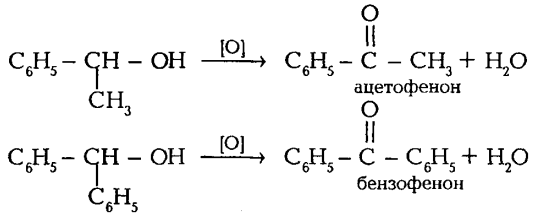 O
C₆H₅ – CH – OH [O] C₆H₅ – C – CH₃ + H₂O
CH₃ ацетофенон
O
C₆H₅ – CH – OH [O] C₆H₅ – C – C₆H₅ + H₂O
C₆H₅ бензофенон